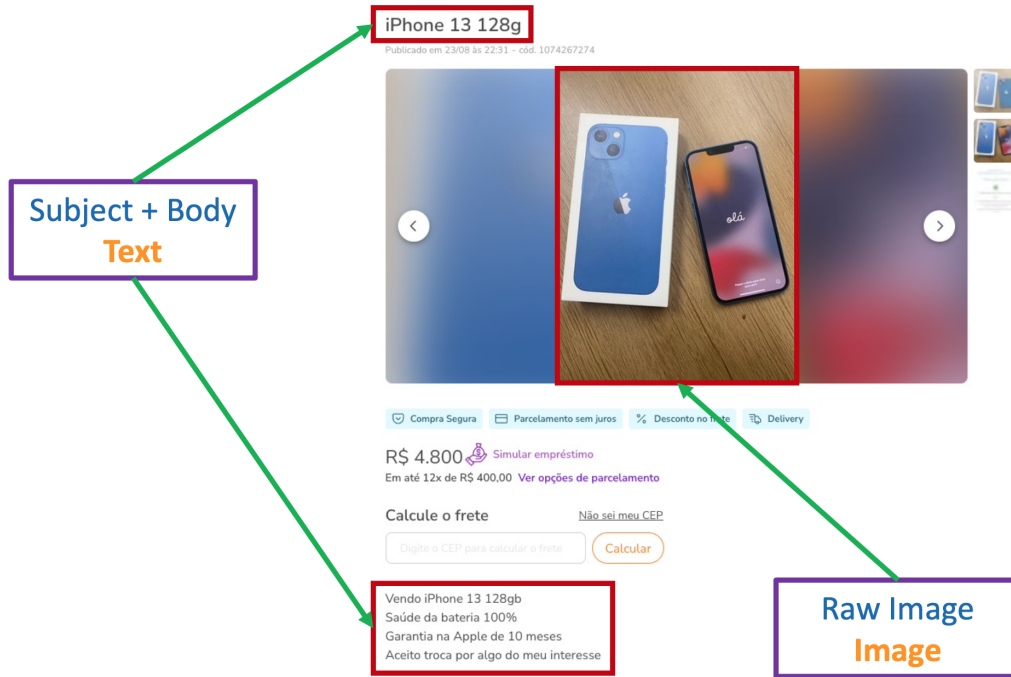 iPhone 13 128g
Publicado em 23/08 às 22:31 - cód. 1074267274
Subject + Body
Text
olá
Compra Segura
Parcelamento sem juros
Desconto no frete
Delivery
R$ 4.800
Simular empréstimo
Em até 12x de R$ 400,00 Ver opções de parcelamento
Calcule o frete
Não sei meu CEP
Digite o CEP para calcular o frete
Calcular
Vendo iPhone 13 128gb
Saúde da bateria 100%
Garantia na Apple de 10 meses
Aceito troca por algo do meu interesse
Raw Image
Image